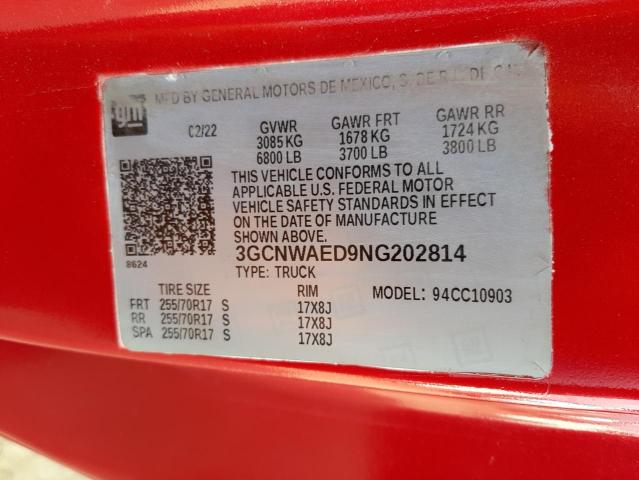 gm
MFD BY GENERAL MOTORS DE MEXICO, S. DE R.L. DE C.V.
C2/22
GVWR GAWR FRT GAWR RR
3085 KG 1678 KG 1724 KG
6800 LB 3700 LB 3800 LB
THIS VEHICLE CONFORMS TO ALL
APPLICABLE U.S. FEDERAL MOTOR
VEHICLE SAFETY STANDARDS IN EFFECT
ON THE DATE OF MANUFACTURE
SHOWN ABOVE.
8624
3GCNWAED9NG202814
TYPE: TRUCK
TIRE SIZE RIM MODEL: 94CC10903
FRT 255/70R17 S 17X8J
RR 255/70R17 S 17X8J
SPA 255/70R17 S 17X8J